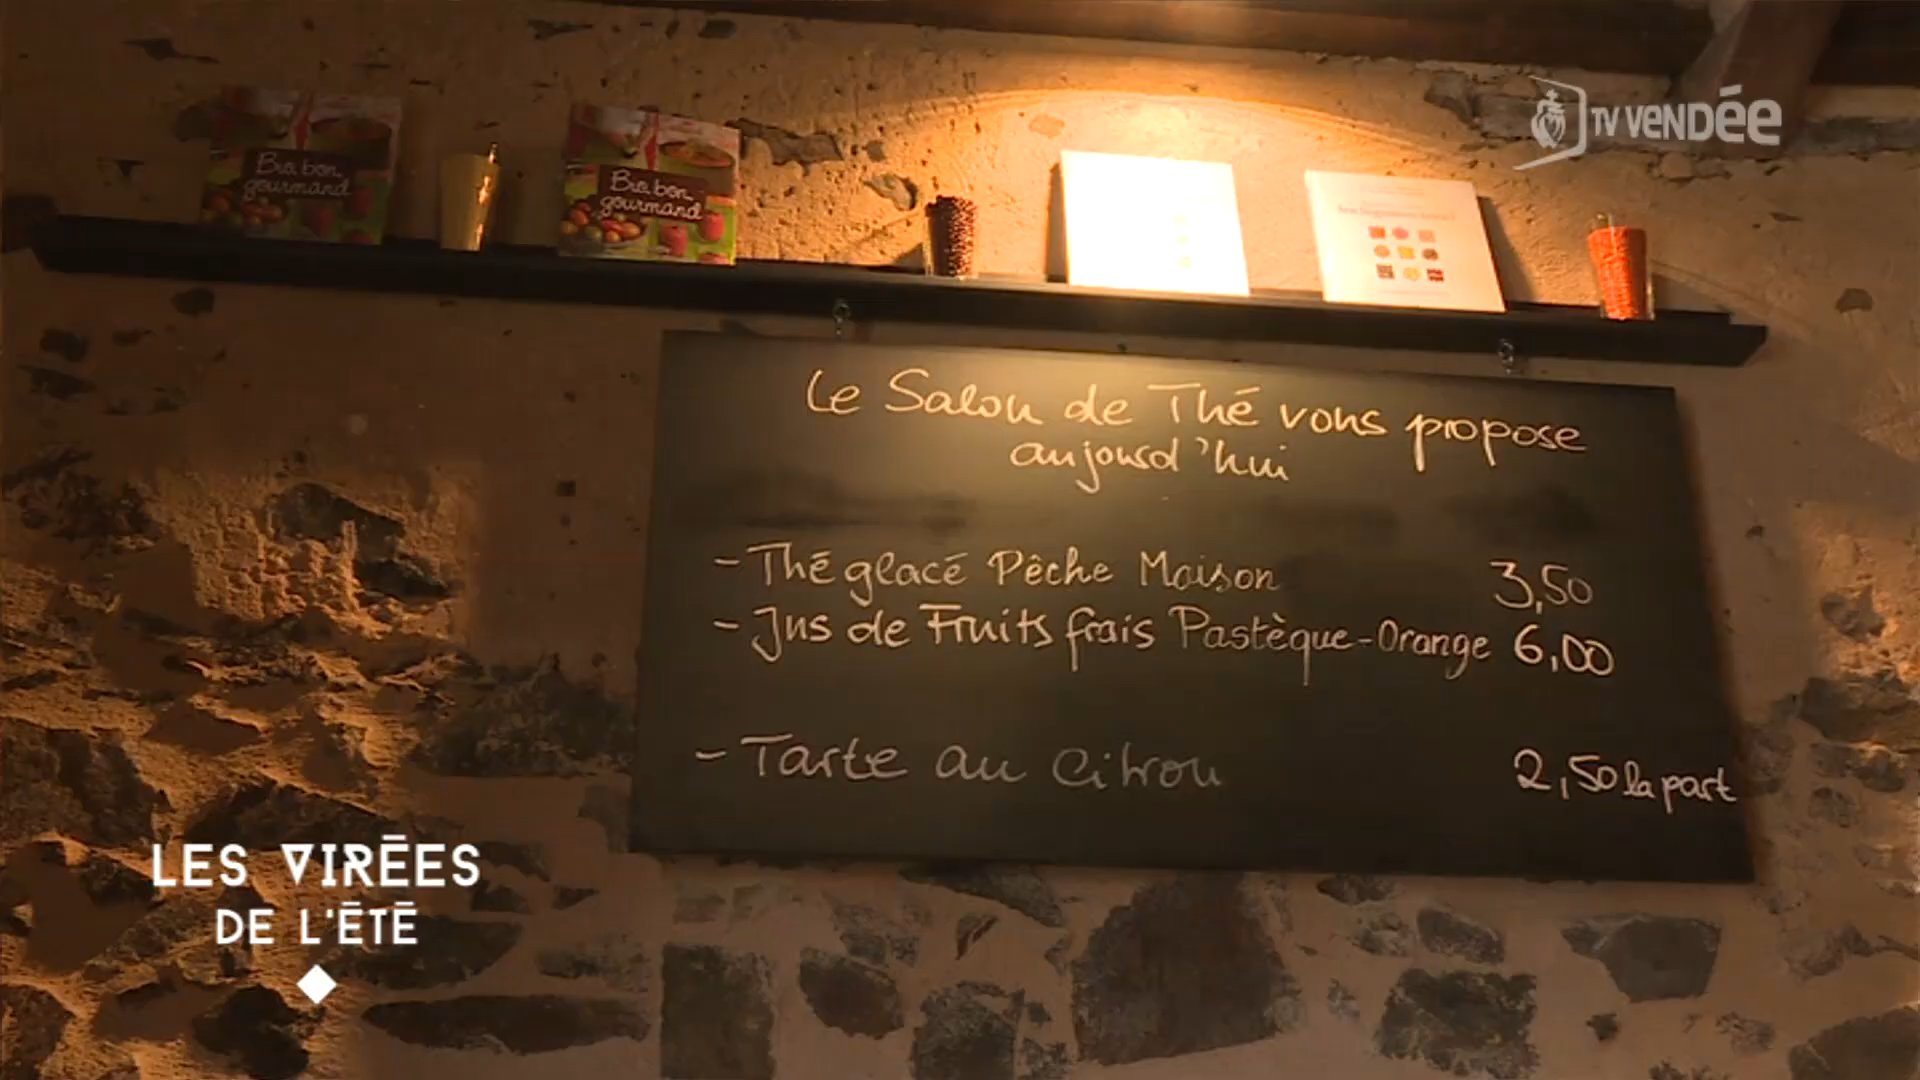 TV VENDÉE
Bio, bon, gourmand
Bio, bon, gourmand
Le Salon de Thé vous propose
aujourd'hui
- Thé glacé Pêche Maison 3,50
- Jus de Fruits frais Pastèque-Orange 6,00
- Tarte au Citron 2,50 la part
LES VIRÉES
DE L'ÉTÉ